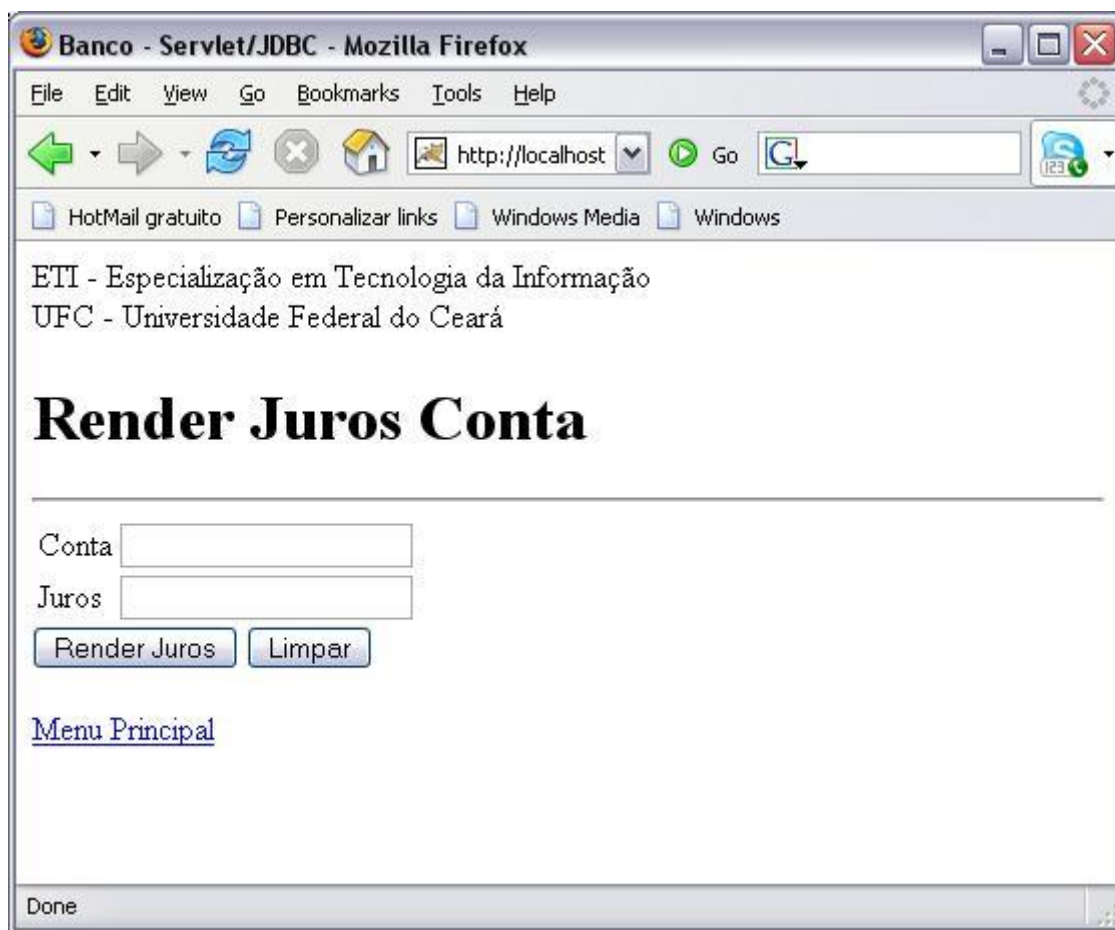 Banco - Servlet/JDBC - Mozilla Firefox
File Edit View Go Bookmarks Tools Help
http://localhost Go G
123
HotMail gratuito Personalizar links Windows Media Windows
ETI - Especialização em Tecnologia da Informação
UFC - Universidade Federal do Ceará
Render Juros Conta
Conta
Juros
Render Juros Limpar
Menu Principal
Done